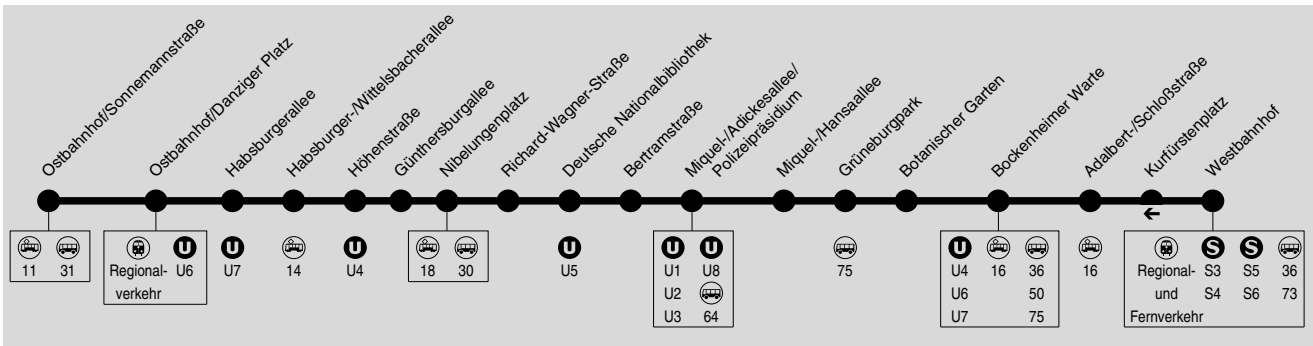 Ostbahnhof/Sonnemannstraße
Ostbahnhof/Danziger Platz
Habsburgerallee
Habsburger-/Wittelsbacherallee
Höhenstraße
Günthersburgallee
Nibelungenplatz
Richard-Wagner-Straße
Deutsche Nationalbibliothek
Bertramstraße
Miquel-/Adickesallee/
Polizeipräsidium
Miquel-/Hansaallee
Grüneburgpark
Botanischer Garten
Bockenheimer Warte
Adalbert-/Schloßstraße
Kurfürstenplatz
Westbahnhof
11 31
U
Regional- U6
verkehr
U
U7
14
U
U4
18 30
U
U5
U U
U1 U8
U2
U3 64
75
U
U4 16 36
U6 50
U7 75
16
S S
Regional- S3 S5 36
und S4 S6 73
Fernverkehr